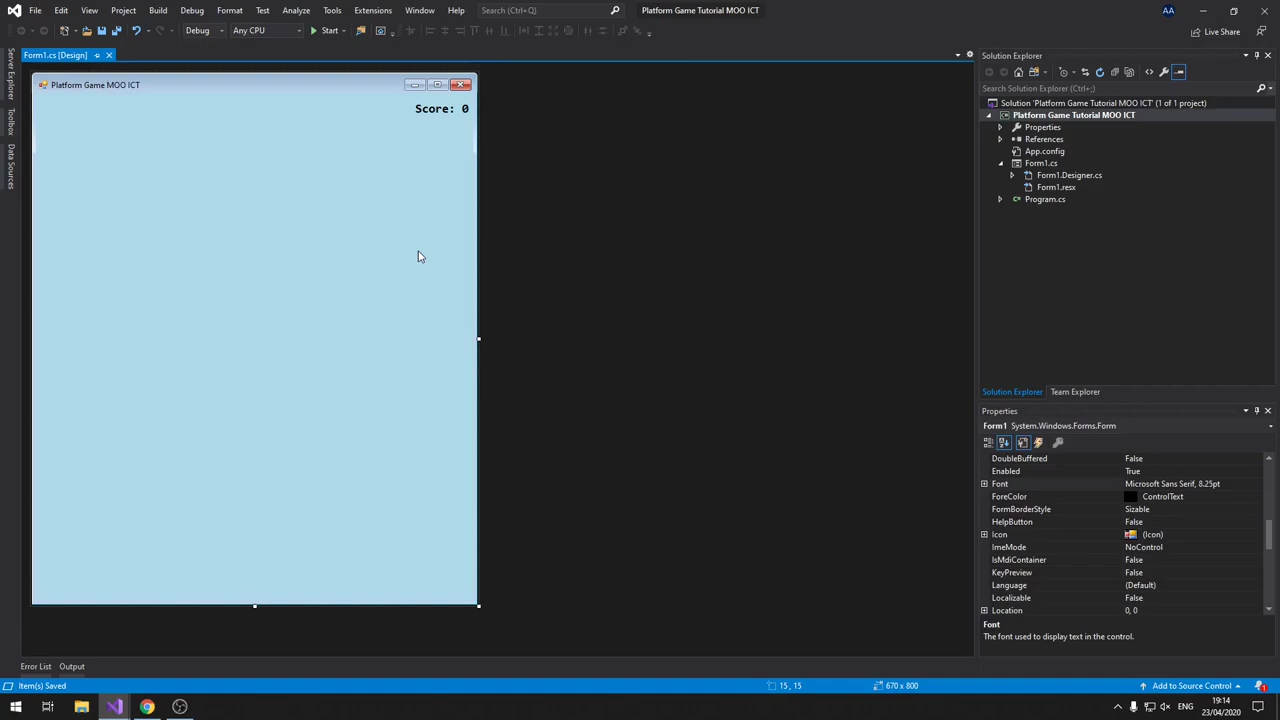 File Edit View Project Build Debug Format Test Analyze Tools Extensions Window Help Search (Ctrl+Q) Platform Game Tutorial MOO ICT AA
Debug Any CPU Start Live Share
Server Explorer
Toolbox
Data Sources
Form1.cs [Design]
Platform Game MOO ICT
Score: 0
Solution Explorer
Search Solution Explorer (Ctrl+;)
Solution 'Platform Game Tutorial MOO ICT' (1 of 1 project)
Platform Game Tutorial MOO ICT
Properties
References
App.config
Form1.cs
Form1.Designer.cs
Form1.resx
Program.cs
Solution Explorer Team Explorer
Properties
Form1 System.Windows.Forms.Form
DoubleBuffered False
Enabled True
Font Microsoft Sans Serif, 8.25pt
ForeColor ControlText
FormBorderStyle Sizable
HelpButton False
Icon (Icon)
ImeMode NoControl
IsMdiContainer False
KeyPreview False
Language (Default)
Localizable False
Location 0, 0
Font
The font used to display text in the control.
Error List Output
Item(s) Saved 15, 15 670 x 800 Add to Source Control 1
ENG 19:14
23/04/2020